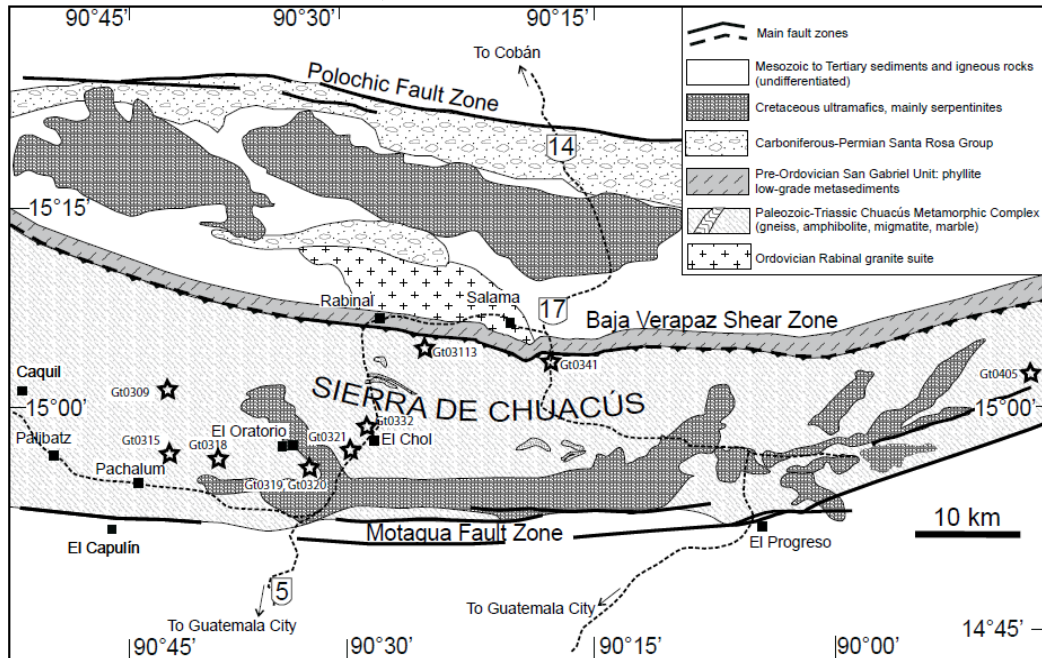 90°45’
90°30’
90°15’
To Cobán
Polochic Fault Zone
14
Main fault zones
Mesozoic to Tertiary sediments and igneous rocks
(undifferentiated)
Cretaceous ultramafics, mainly serpentinites
Carboniferous-Permian Santa Rosa Group
Pre-Ordovician San Gabriel Unit: phyllite
low-grade metasediments
Paleozoic-Triassic Chuacús Metamorphic Complex
(gneiss, amphibolite, migmatite, marble)
Ordovician Rabinal granite suite
15°15’
Rabinal
Salama
17
Baja Verapaz Shear Zone
Gt03113
Gt0341
Gt0405
Caquil
Gt0309
SIERRA DE CHUACÚS
15°00’
15°00’
Gt0332
El Oratorio
Gt0321
El Chol
Palibatz
Gt0315
Gt0318
Pachalum
Gt0319
Gt0320
El Capulín
Motaqua Fault Zone
El Progreso
10 km
5
To Guatemala City
To Guatemala City
14°45’
90°45’
90°30’
90°15’
90°00’